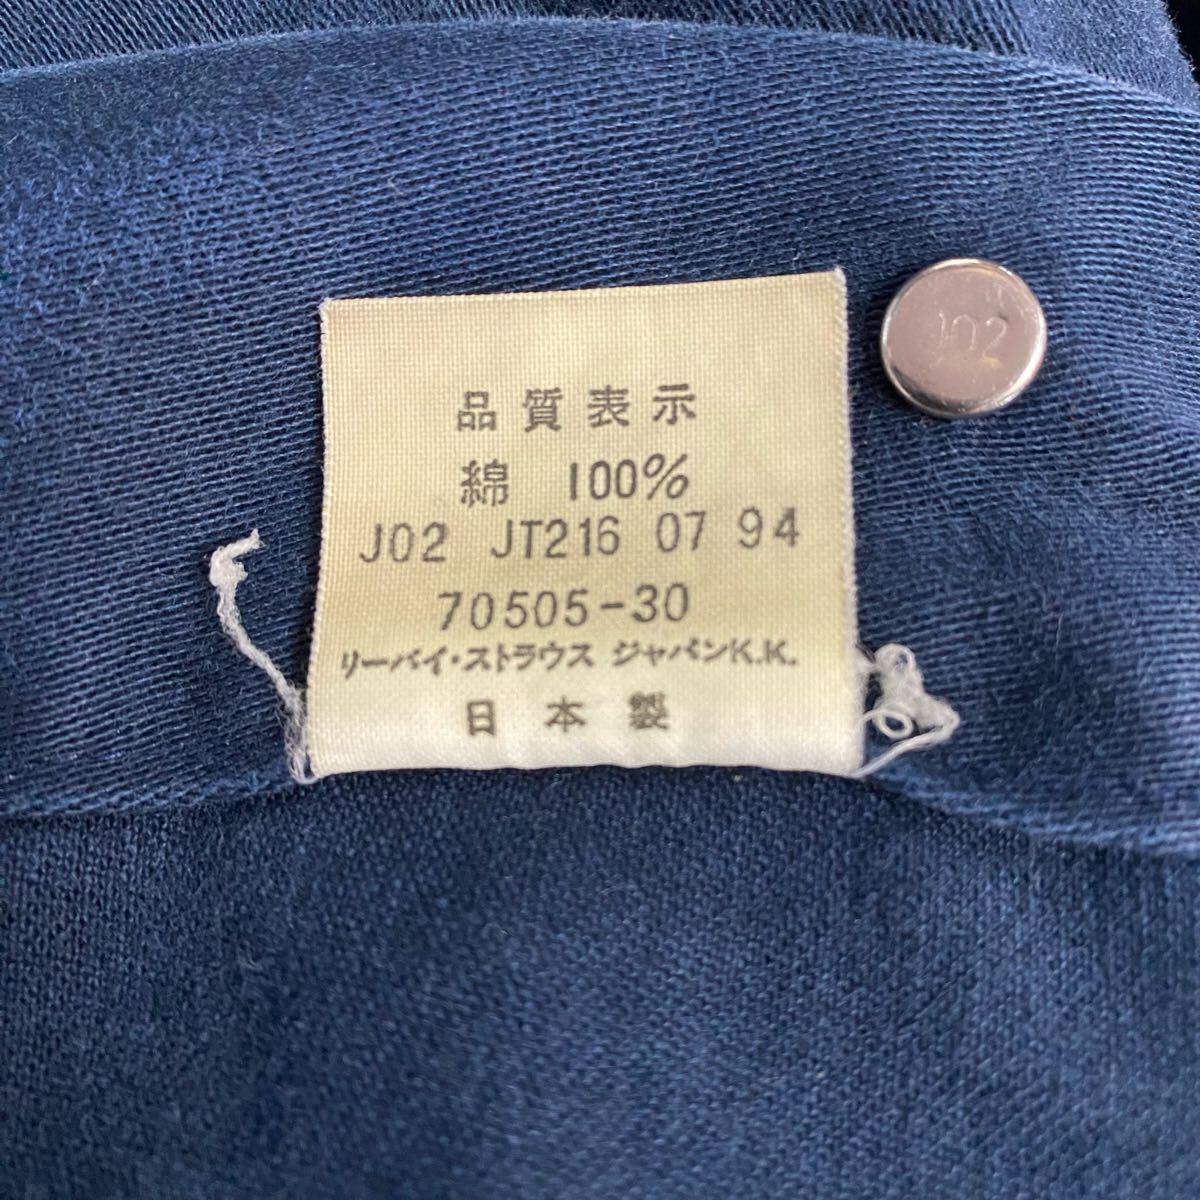 品質表示
綿 100%
J02 JT216 07 94
70505-30
リーバイ・ストラウス ジャパンK.K.
日本製
J02